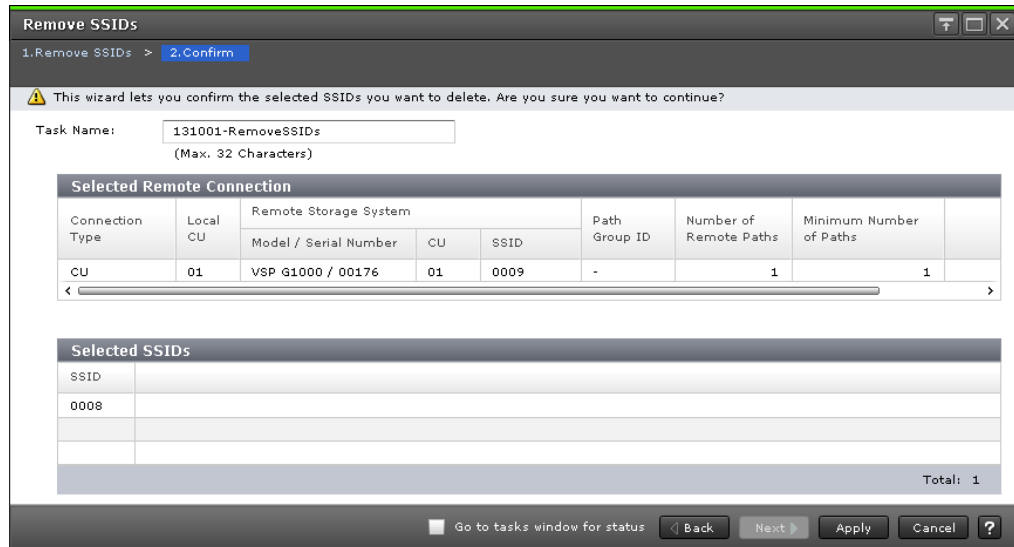 Remove SSIDs
1.Remove SSIDs > 2.Confirm
This wizard lets you confirm the selected SSIDs you want to delete. Are you sure you want to continue?
Task Name: 131001-RemoveSSIDs
(Max. 32 Characters)
Selected Remote Connection
Connection Type Local CU Remote Storage System Path Group ID Number of Remote Paths Minimum Number of Paths
Model / Serial Number CU SSID
CU 01 VSP G1000 / 00176 01 0009 - 1 1
Selected SSIDs
SSID
0008
Total: 1
Go to tasks window for status Back Next Apply Cancel ?